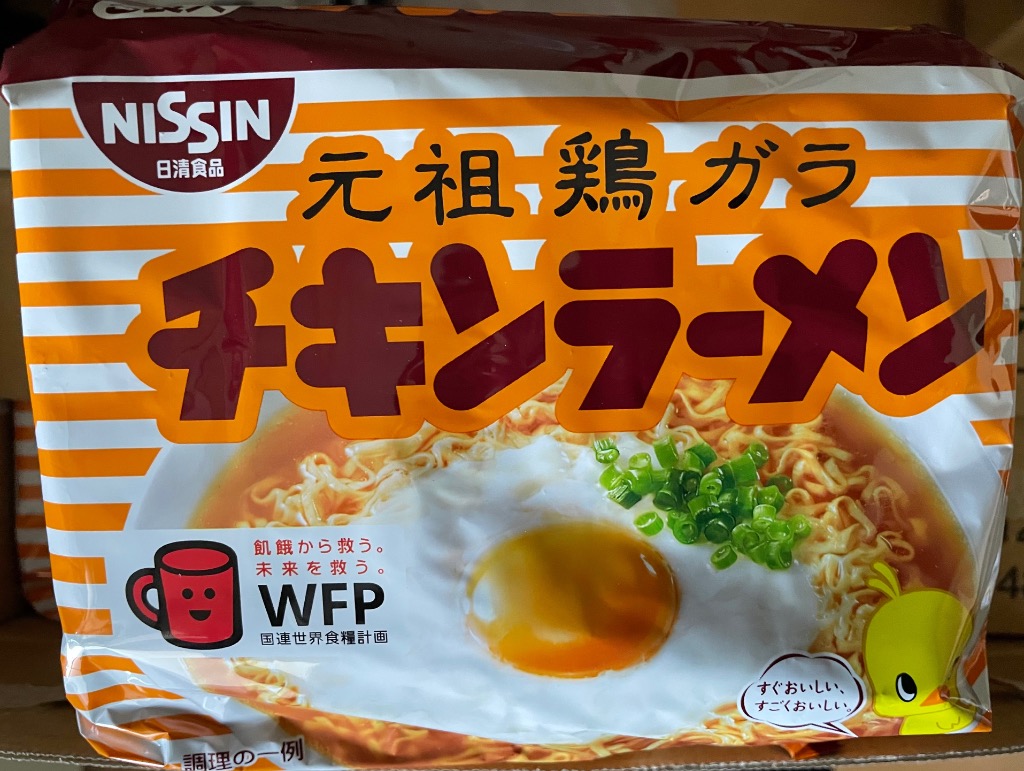 NISSIN
日清食品
元祖鶏ガラ
チキンラーメン
飢餓から救う。
未来を救う。
WFP
国連世界食糧計画
すぐおいしい、
すごくおいしい。
調理の一例